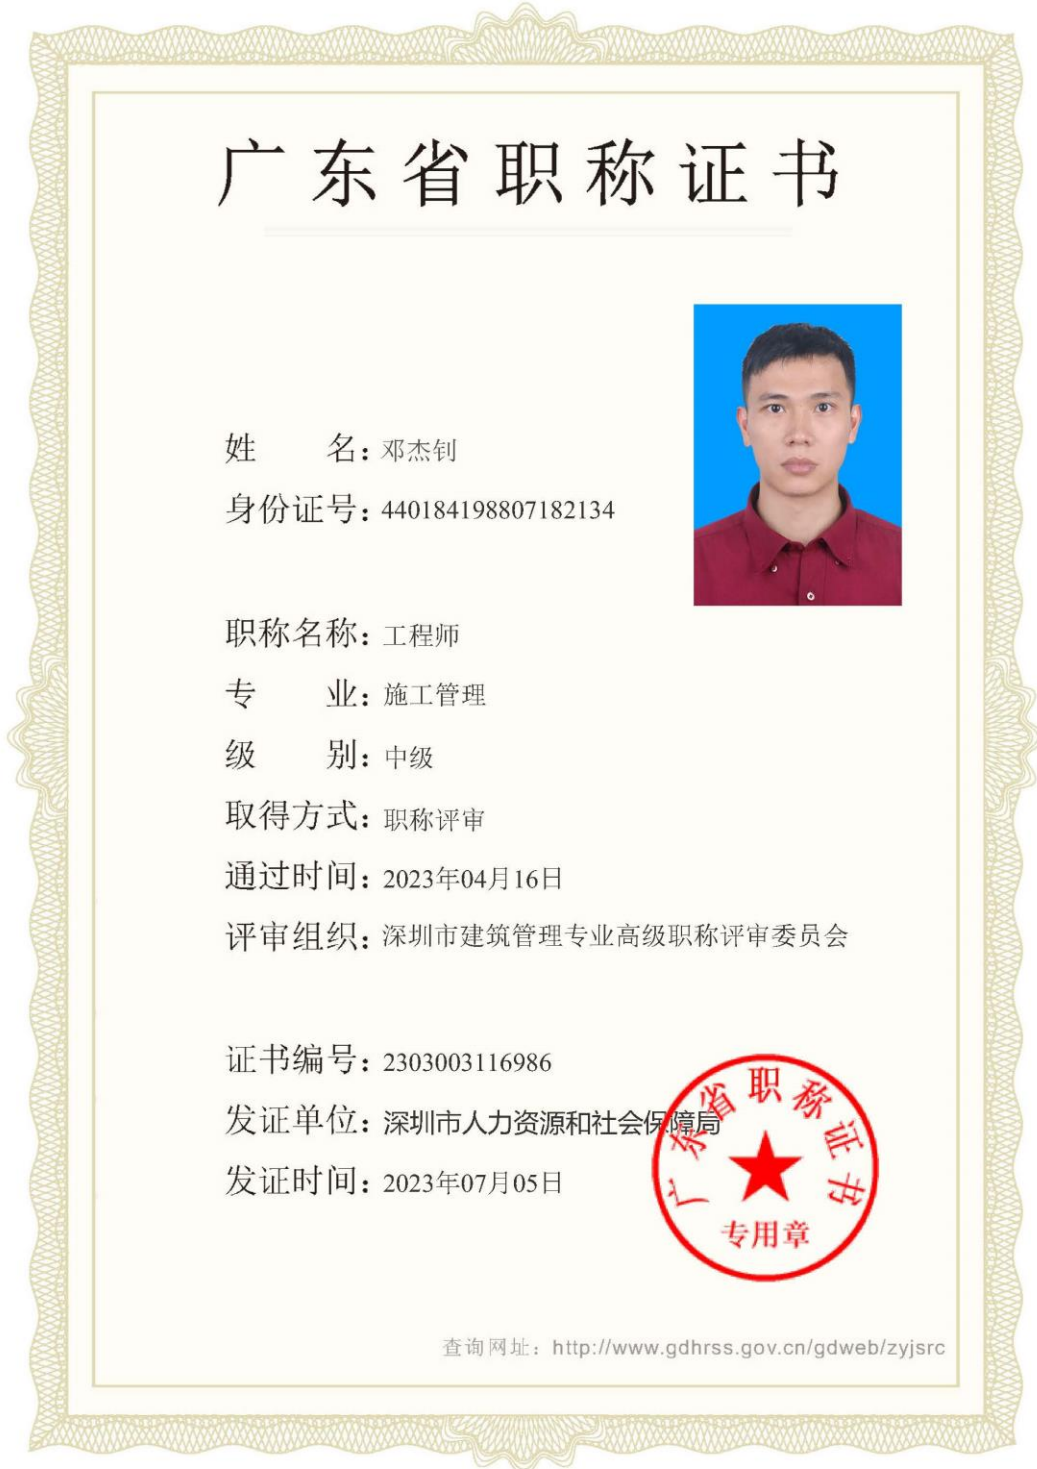 广东省职称证书
姓 名：邓杰钊
身份证号：440184198807182134
职称名称：工程师
专 业：施工管理
级 别：中级
取得方式：职称评审
通过时间：2023年04月16日
评审组织：深圳市建筑管理专业高级职称评审委员会
证书编号：2303003116986
发证单位：深圳市人力资源和社会保障局
发证时间：2023年07月05日
广东省职称证书
专用章
查询网址：http://www.gdhrss.gov.cn/gdweb/zyjsrc